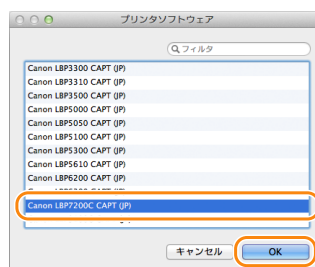 プリンタソフトウェア
フィルタ
Canon LBP3300 CAPT (JP)
Canon LBP3310 CAPT (JP)
Canon LBP3500 CAPT (JP)
Canon LBP5000 CAPT (JP)
Canon LBP5050 CAPT (JP)
Canon LBP5100 CAPT (JP)
Canon LBP5300 CAPT (JP)
Canon LBP5610 CAPT (JP)
Canon LBP6200 CAPT (JP)
Canon LBP7200C CAPT (JP)
キャンセル OK